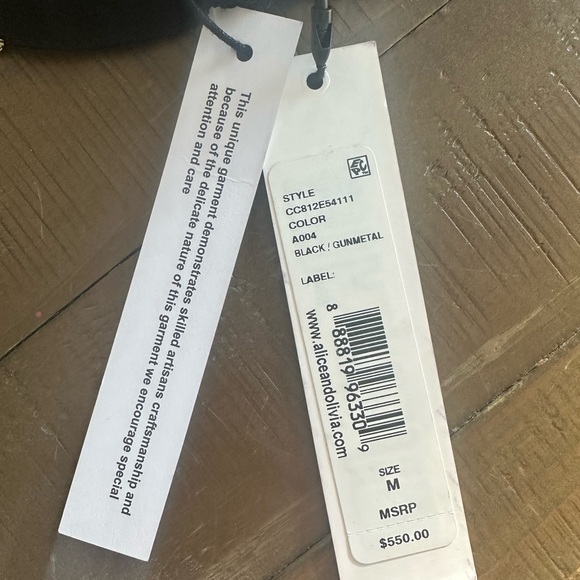 This unique garment demonstrates skilled artisans craftsmanship and
because of the delicate nature of this garment we encourage special
attention and care
STYLE
CC812E54111
COLOR
A004
BLACK / GUNMETAL
LABEL:
8 88819 96330 9
www.aliceandolivia.com
SIZE
M
MSRP
$550.00